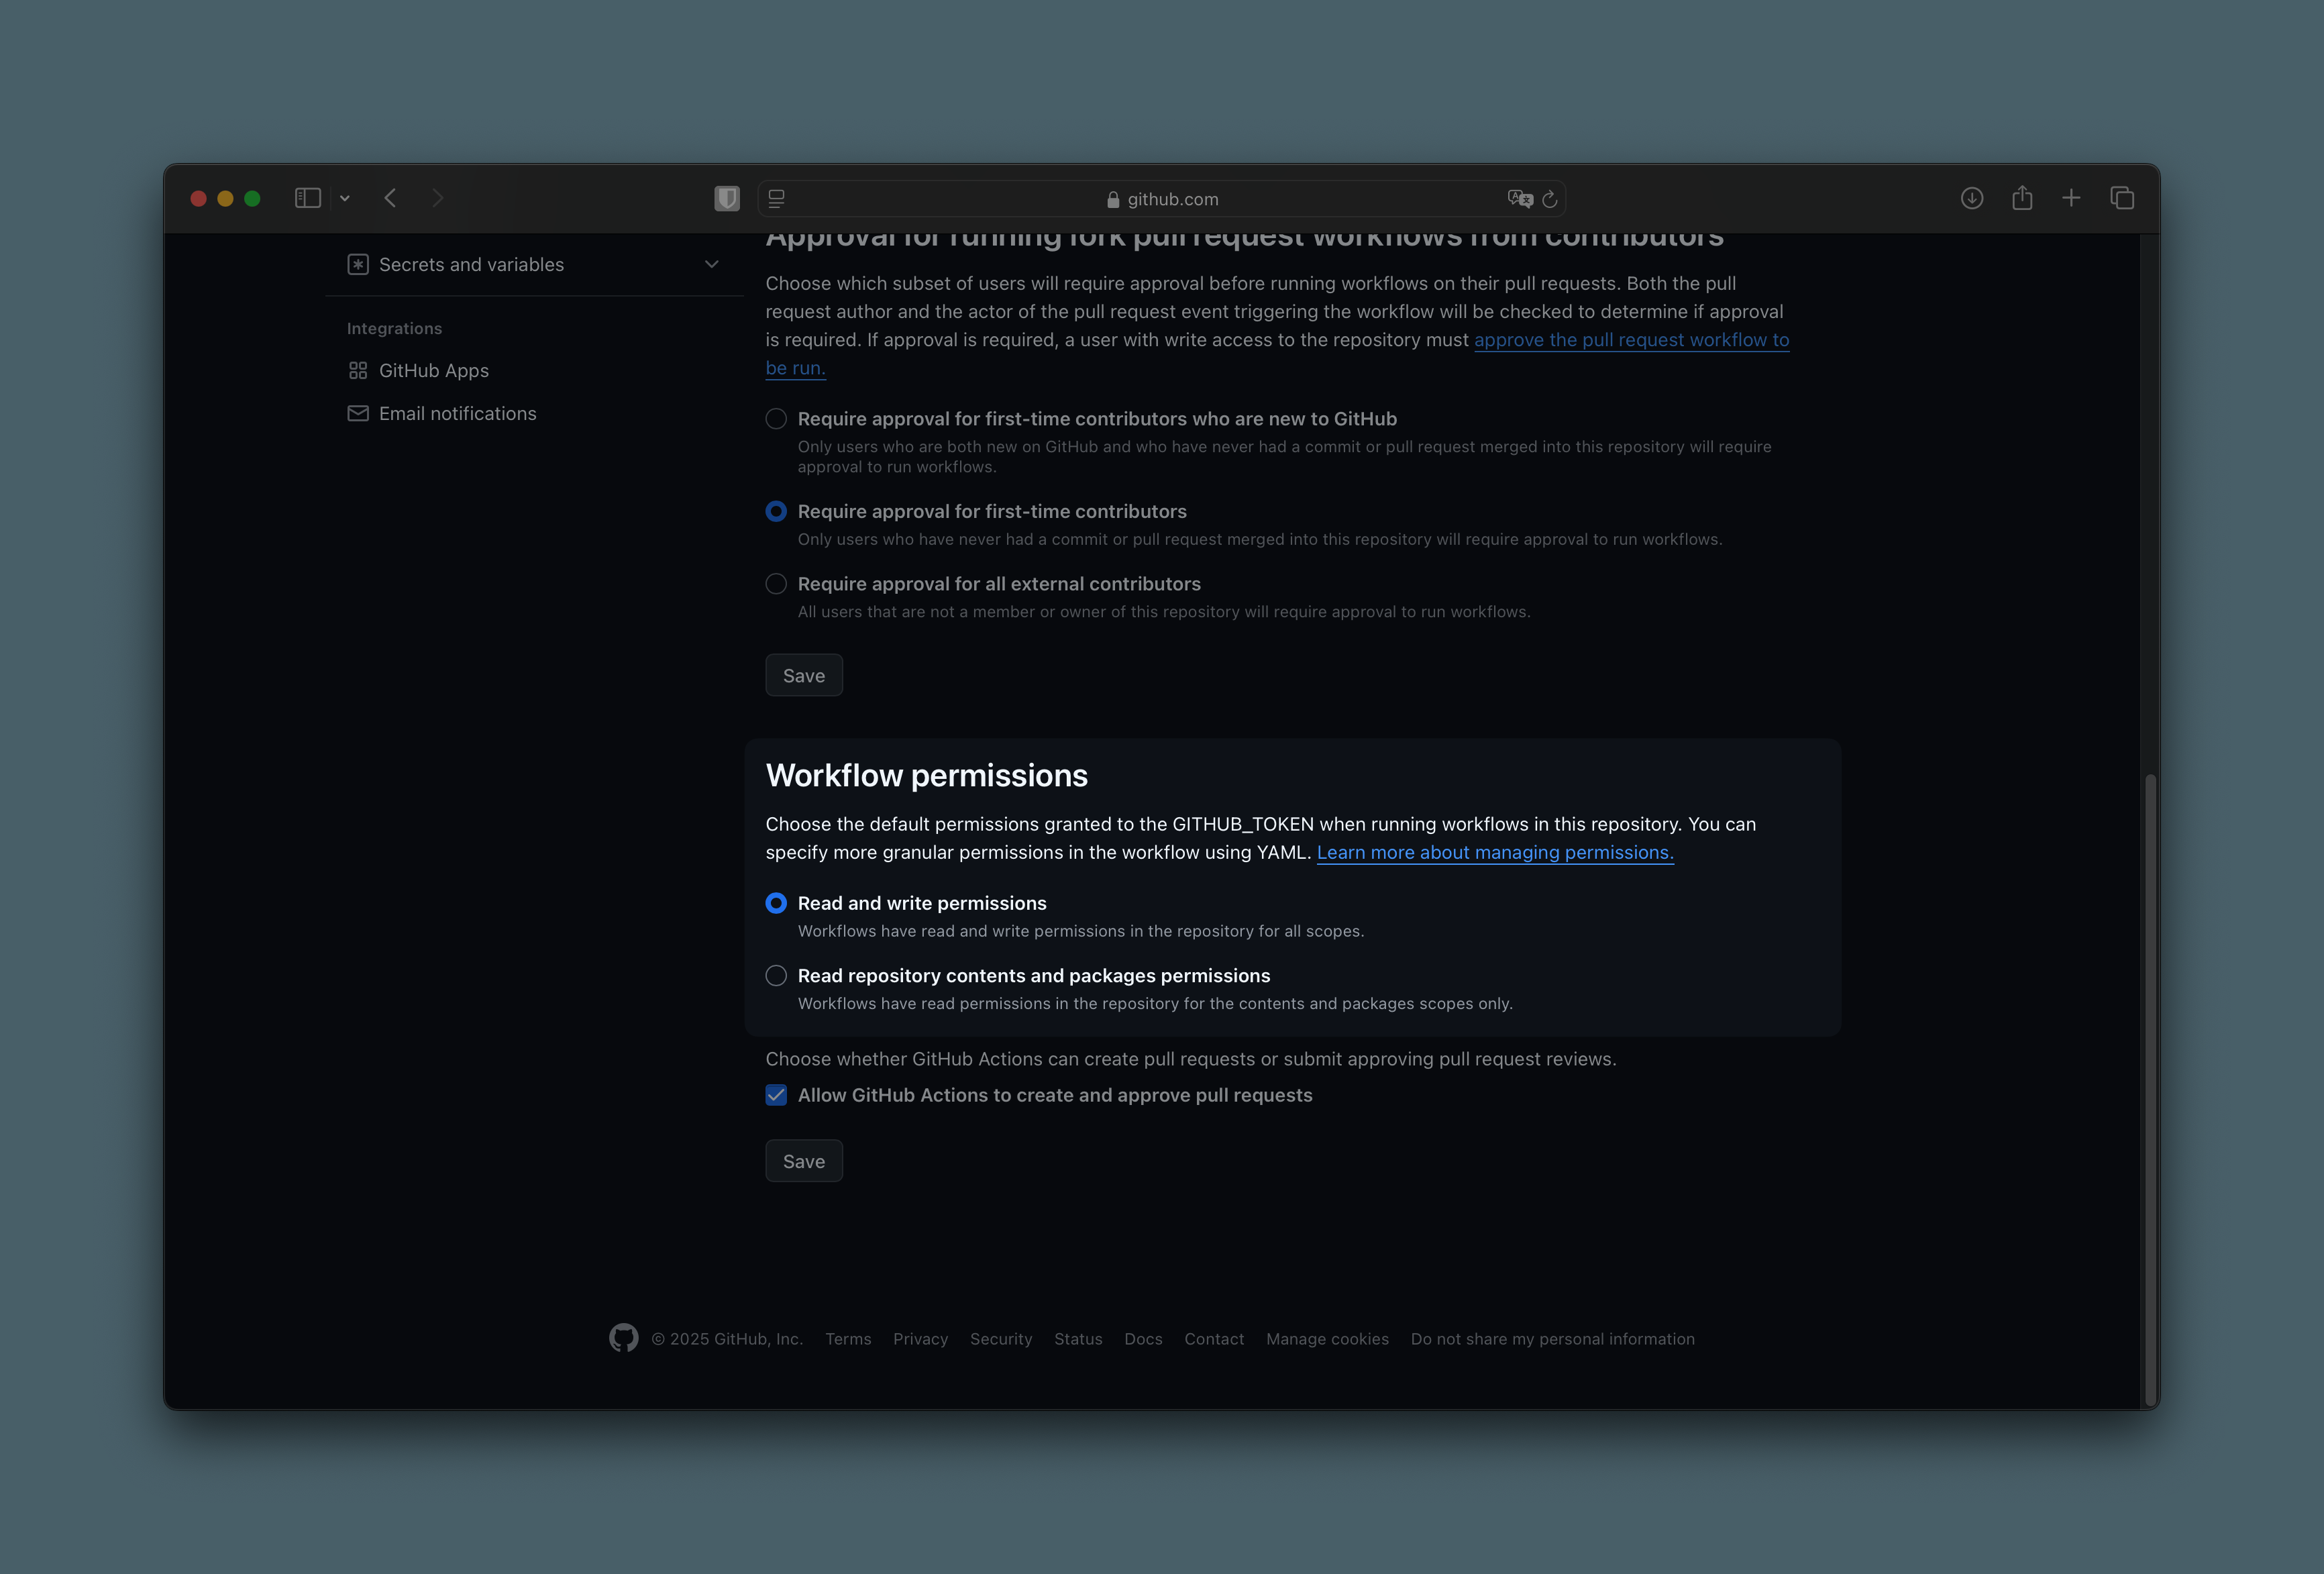 github.com
Secrets and variables
Integrations
GitHub Apps
Email notifications
Approval for running fork pull request workflows from contributors
Choose which subset of users will require approval before running workflows on their pull requests. Both the pull
request author and the actor of the pull request event triggering the workflow will be checked to determine if approval
is required. If approval is required, a user with write access to the repository must approve the pull request workflow to
be run.
Require approval for first-time contributors who are new to GitHub
Only users who are both new on GitHub and who have never had a commit or pull request merged into this repository will require
approval to run workflows.
Require approval for first-time contributors
Only users who have never had a commit or pull request merged into this repository will require approval to run workflows.
Require approval for all external contributors
All users that are not a member or owner of this repository will require approval to run workflows.
Save
Workflow permissions
Choose the default permissions granted to the GITHUB_TOKEN when running workflows in this repository. You can
specify more granular permissions in the workflow using YAML. Learn more about managing permissions.
Read and write permissions
Workflows have read and write permissions in the repository for all scopes.
Read repository contents and packages permissions
Workflows have read permissions in the repository for the contents and packages scopes only.
Choose whether GitHub Actions can create pull requests or submit approving pull request reviews.
Allow GitHub Actions to create and approve pull requests
Save
© 2025 GitHub, Inc. Terms Privacy Security Status Docs Contact Manage cookies Do not share my personal information